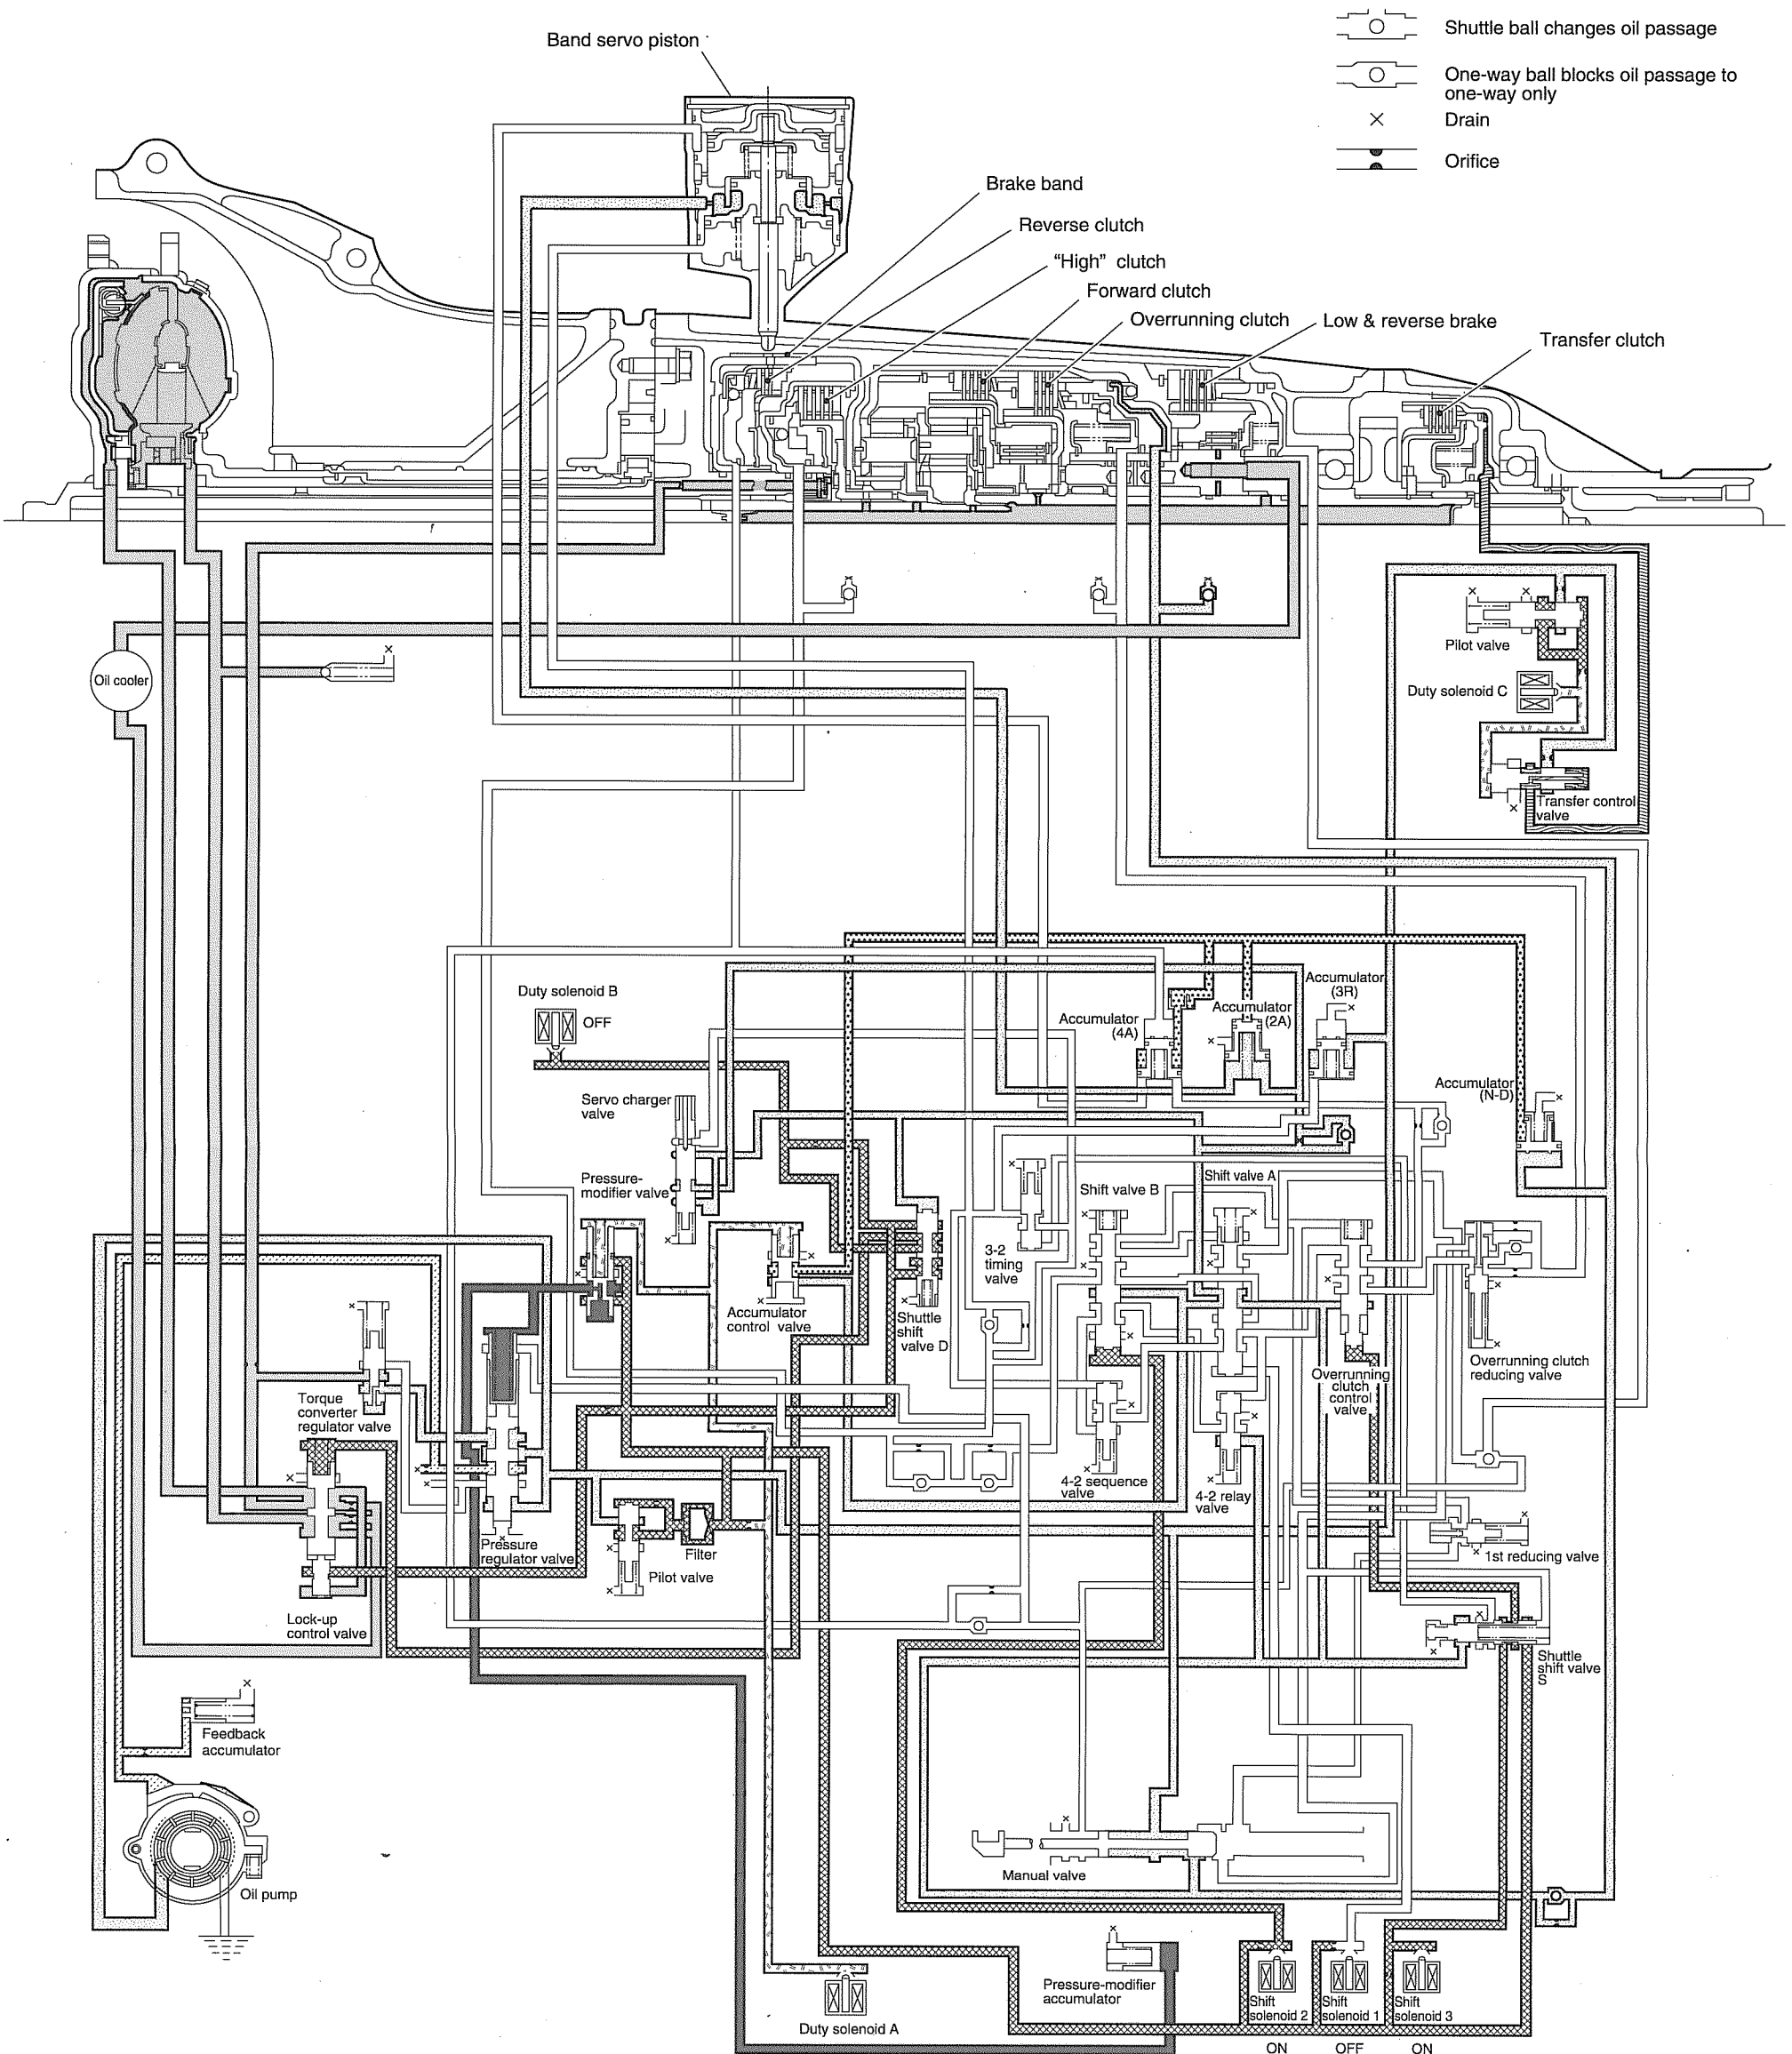 Shuttle ball changes oil passage
One-way ball blocks oil passage to
one-way only
Drain
Orifice
Band servo piston
Brake band
Reverse clutch
“High” clutch
Forward clutch
Overrunning clutch
Low & reverse brake
Transfer clutch
Pilot valve
Oil cooler
Duty solenoid C
Transfer control
valve
Duty solenoid B
OFF
Accumulator
(3R)
Accumulator
(4A)
Accumulator
(2A)
Accumulator
(N-D)
Servo charger
valve
Pressure-
modifier valve
Shift valve B
Shift valve A
3-2
timing
valve
Accumulator
control valve
Shuttle
shift
valve D
Overrunning clutch
reducing valve
Overrunning
clutch
control
valve
Torque
converter
regulator valve
4-2 sequence
valve
4-2 relay
valve
Pressure
regulator valve
Filter
Pilot valve
1st reducing valve
Lock-up
control valve
Shuttle
shift valve
S
Feedback
accumulator
Manual valve
Oil pump
Pressure-modifier
accumulator
Duty solenoid A
Shift
solenoid 2
Shift
solenoid 1
Shift
solenoid 3
ON
OFF
ON